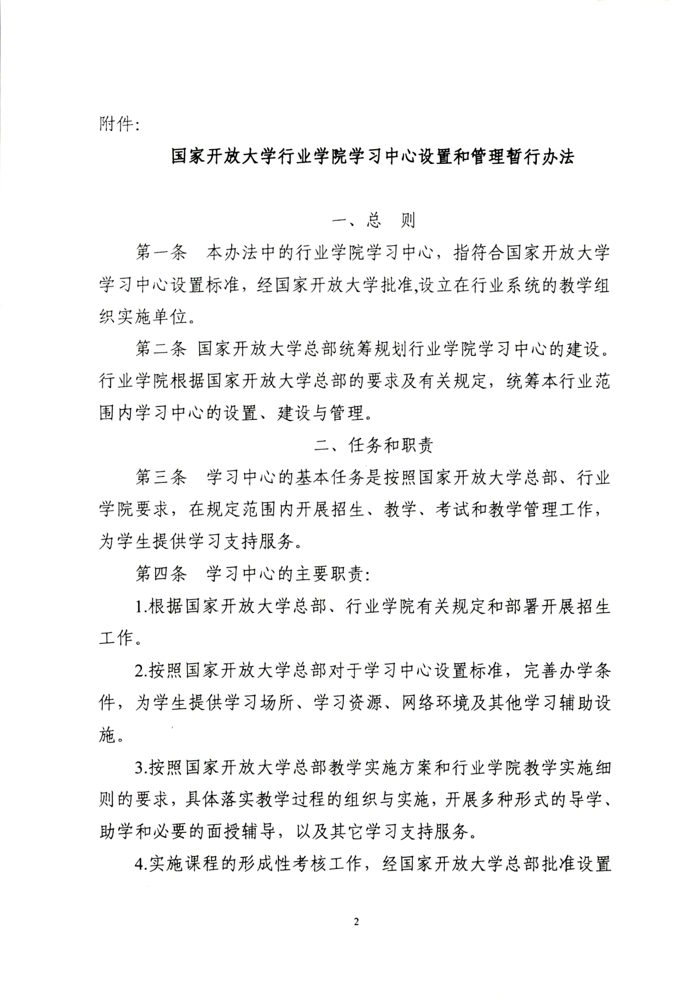 附件：
国家开放大学行业学院学习中心设置和管理暂行办法
一、总　则
第一条　本办法中的行业学院学习中心，指符合国家开放大学
学习中心设置标准，经国家开放大学批准,设立在行业系统的教学组
织实施单位。
第二条 国家开放大学总部统筹规划行业学院学习中心的建设。
行业学院根据国家开放大学总部的要求及有关规定，统筹本行业范
围内学习中心的设置、建设与管理。
二、任务和职责
第三条　学习中心的基本任务是按照国家开放大学总部、行业
学院要求，在规定范围内开展招生、教学、考试和教学管理工作，
为学生提供学习支持服务。
第四条　学习中心的主要职责：
1.根据国家开放大学总部、行业学院有关规定和部署开展招生
工作。
2.按照国家开放大学总部对于学习中心设置标准，完善办学条
件，为学生提供学习场所、学习资源、网络环境及其他学习辅助设
施。
3.按照国家开放大学总部教学实施方案和行业学院教学实施细
则的要求，具体落实教学过程的组织与实施，开展多种形式的导学、
助学和必要的面授辅导，以及其它学习支持服务。
4.实施课程的形成性考核工作，经国家开放大学总部批准设置
2